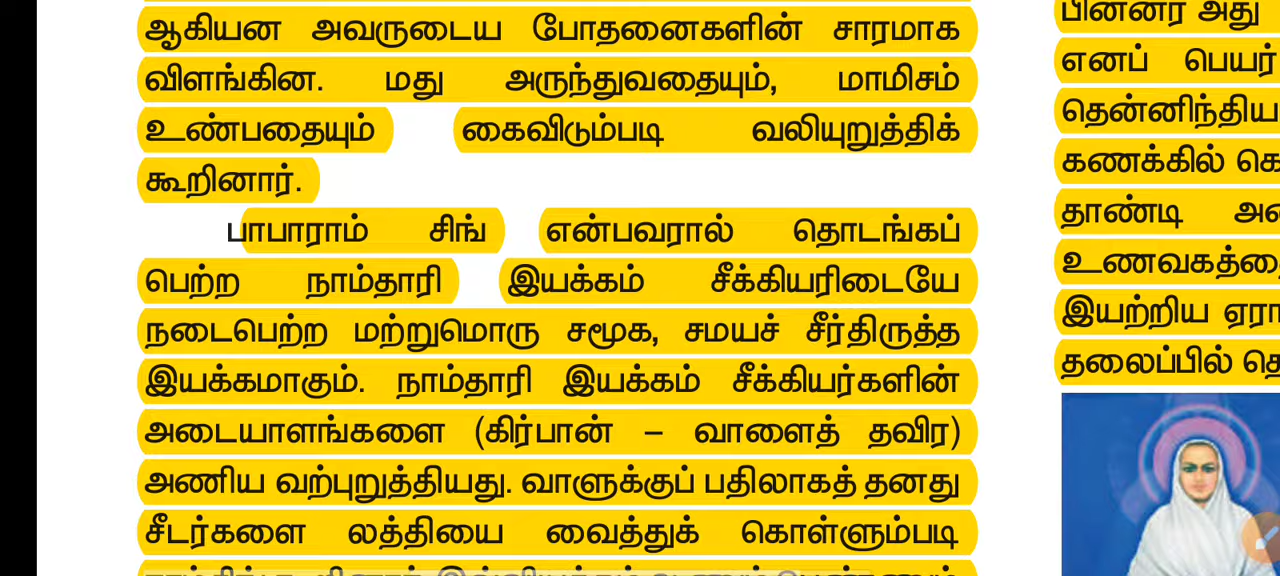 ஆகியன அவருடைய போதனைகளின் சாரமாக
விளங்கின. மது அருந்துவதையும், மாமிசம்
உண்பதையும் கைவிடும்படி வலியுறுத்திக்
கூறினார்.
பாபாராம் சிங் என்பவரால் தொடங்கப்
பெற்ற நாம்தாரி இயக்கம் சீக்கியரிடையே
நடைபெற்ற மற்றுமொரு சமூக, சமயச் சீர்திருத்த
இயக்கமாகும். நாம்தாரி இயக்கம் சீக்கியர்களின்
அடையாளங்களை (கிர்பான் – வாளைத் தவிர)
அணிய வற்புறுத்தியது. வாளுக்குப் பதிலாகத் தனது
சீடர்களை லத்தியை வைத்துக் கொள்ளும்படி
பின்னர் அது
எனப் பெயர்
தென்னிந்திய
கணக்கில்
தாண்டி
இயற்றிய
தலைப்பில்